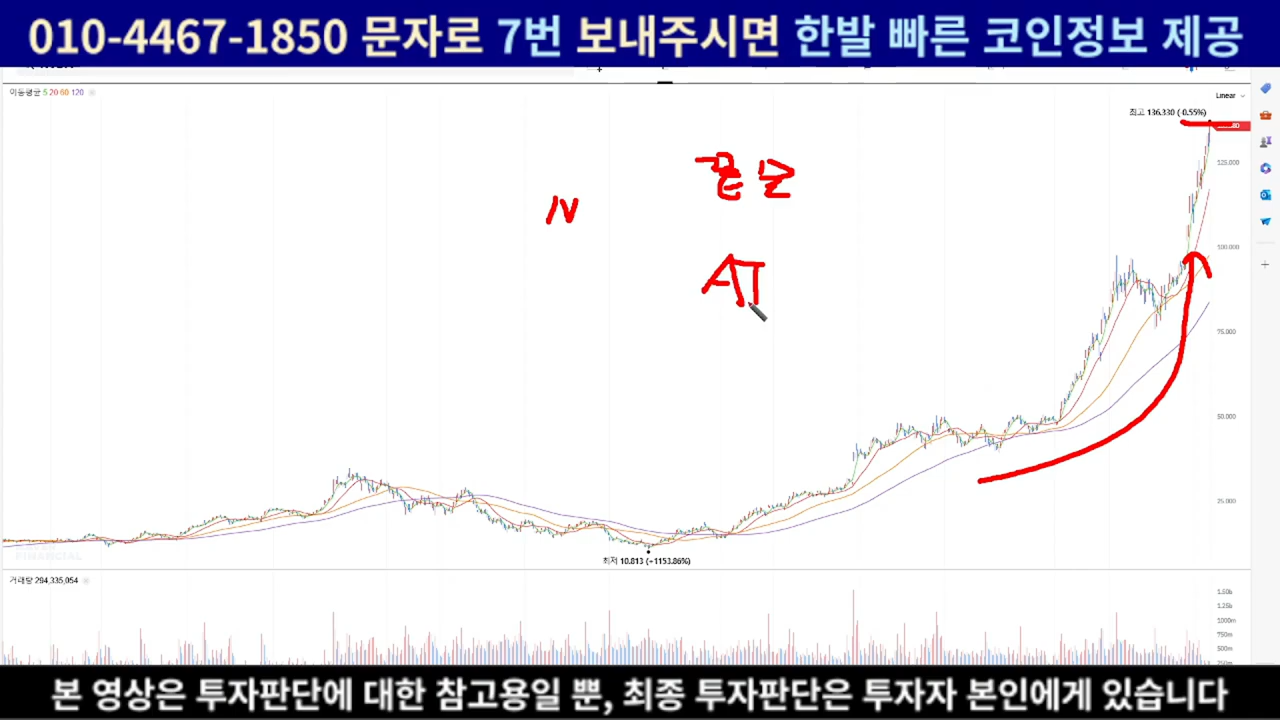 010-4467-1850 문자로 7번 보내주시면 한발 빠른 코인정보 제공
이동평균 5 20 60 120
Linear
최고 136.330 (-0.55%)
125.000
IV
AT
100.000
75.000
50.000
25.000
FINANCIAL
최저 10.813 (+1153.86%)
거래량 294,335,054
1.50b
1.25b
1000m
750m
500m
250m
본 영상은 투자판단에 대한 참고용일 뿐, 최종 투자판단은 투자자 본인에게 있습니다